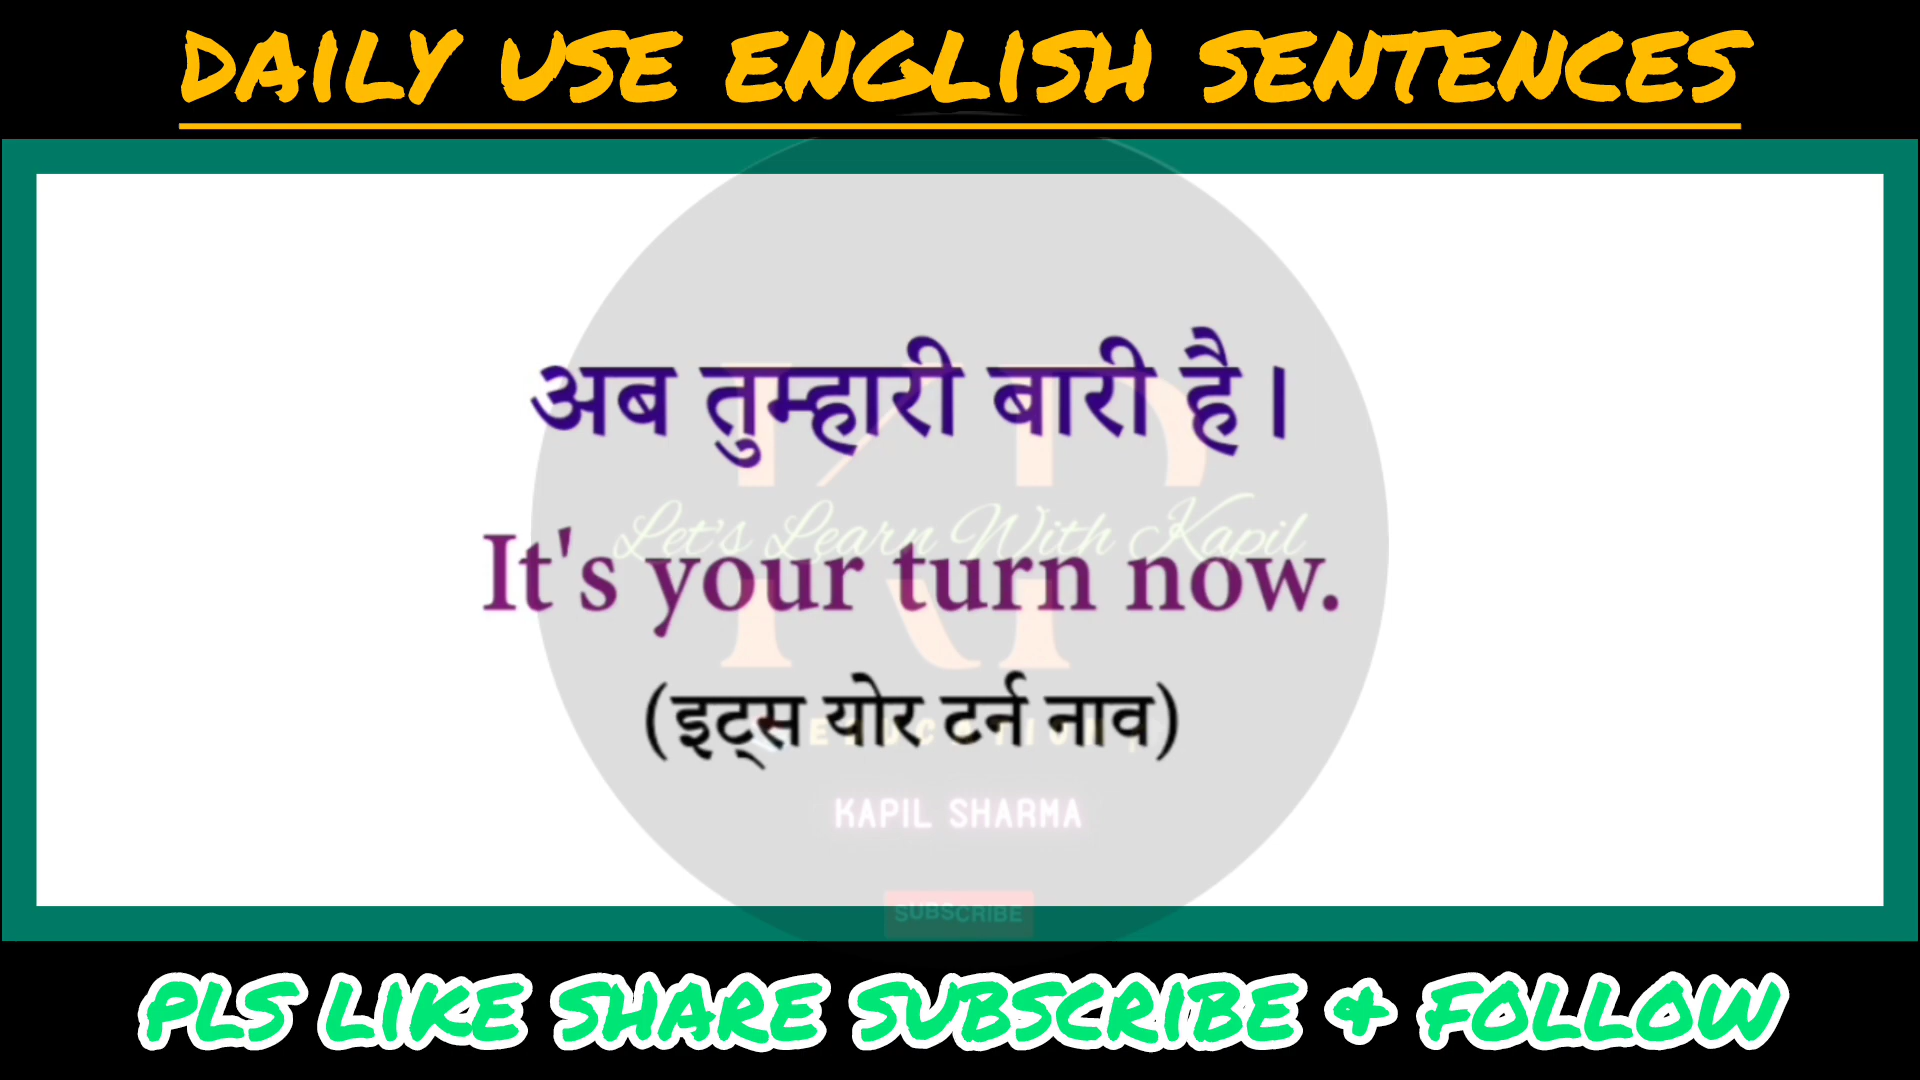 DAILY USE ENGLISH SENTENCES
अब तुम्हारी बारी है।
Let's Learn With Kapil
It's your turn now.
(इट्स योर टर्न नाव)
KAPIL SHARMA
SUBSCRIBE
PLS LIKE SHARE SUBSCRIBE & FOLLOW